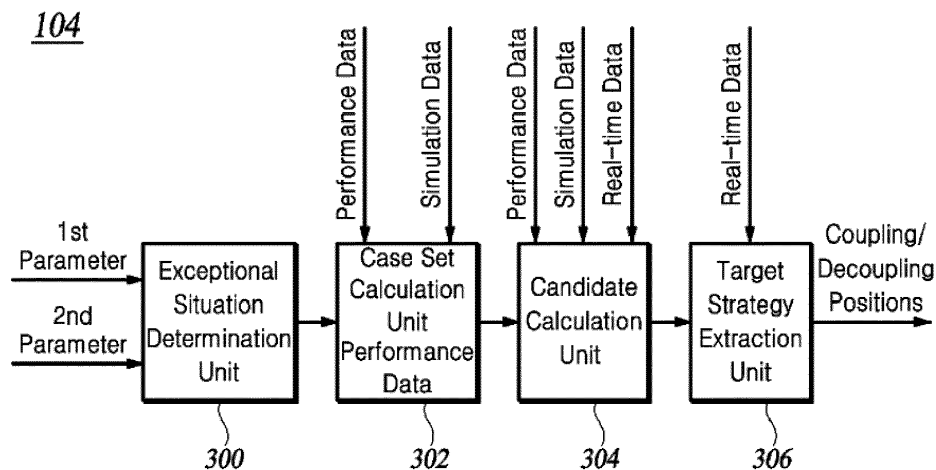 104
Performance Data
Simulation Data
Performance Data
Simulation Data
Real-time Data
Real-time Data
1st
Parameter
2nd
Parameter
Exceptional
Situation
Determination
Unit
Case Set
Calculation
Unit
Performance
Data
Candidate
Calculation
Unit
Target
Strategy
Extraction
Unit
Coupling/
Decoupling
Positions
300
302
304
306